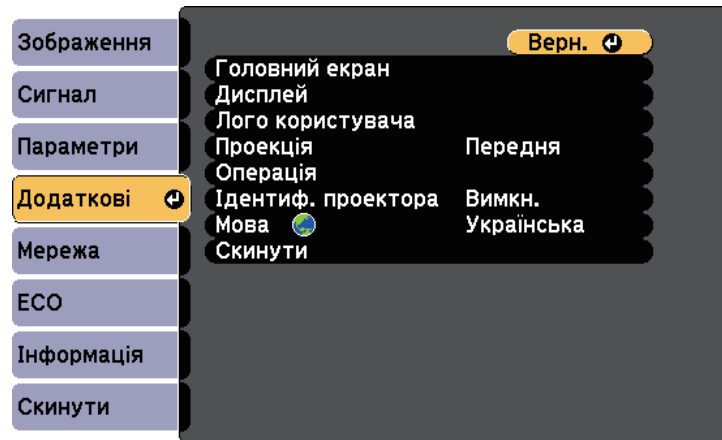 Зображення
Сигнал
Параметри
Додаткові
Мережа
ECO
Інформація
Скинути
Верн.
Головний екран
Дисплей
Лого користувача
Проекція Передня
Операція
Ідентиф. проектора Вимкн.
Мова Українська
Скинути